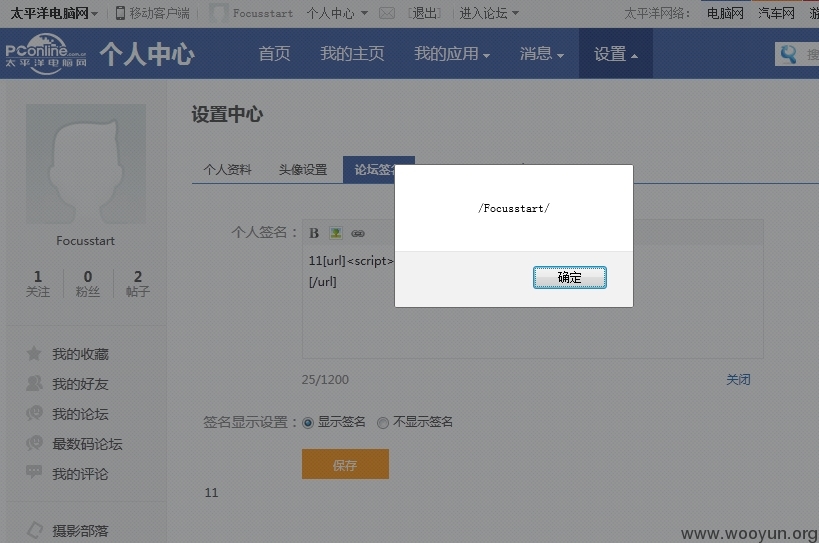 太平洋电脑网 移动客户端 Focusstart 个人中心 [退出] 进入论坛 太平洋网络： 电脑网 汽车网
PConline.com.cn
太平洋电脑网
个人中心 首页 我的主页 我的应用 消息 设置 搜
设置中心
个人资料 头像设置 论坛签名
/Focusstart/
确定
Focusstart
1 0 2
关注 粉丝 帖子
个人签名： B
11[url]<script>
[/url]
25/1200 关闭
我的收藏
我的好友
我的论坛
最数码论坛
我的评论
摄影部落
签名显示设置： 显示签名 不显示签名
保存
11
www.wooyun.org